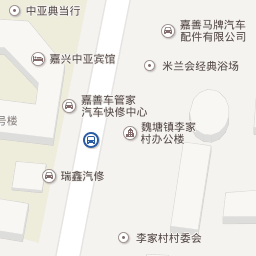 中亚典当行
嘉善马牌汽车
配件有限公司
嘉兴中亚宾馆
米兰会经典浴场
嘉善车管家
汽车快修中心
号楼
魏塘镇李家
村办公楼
瑞鑫汽修
李家村村委会